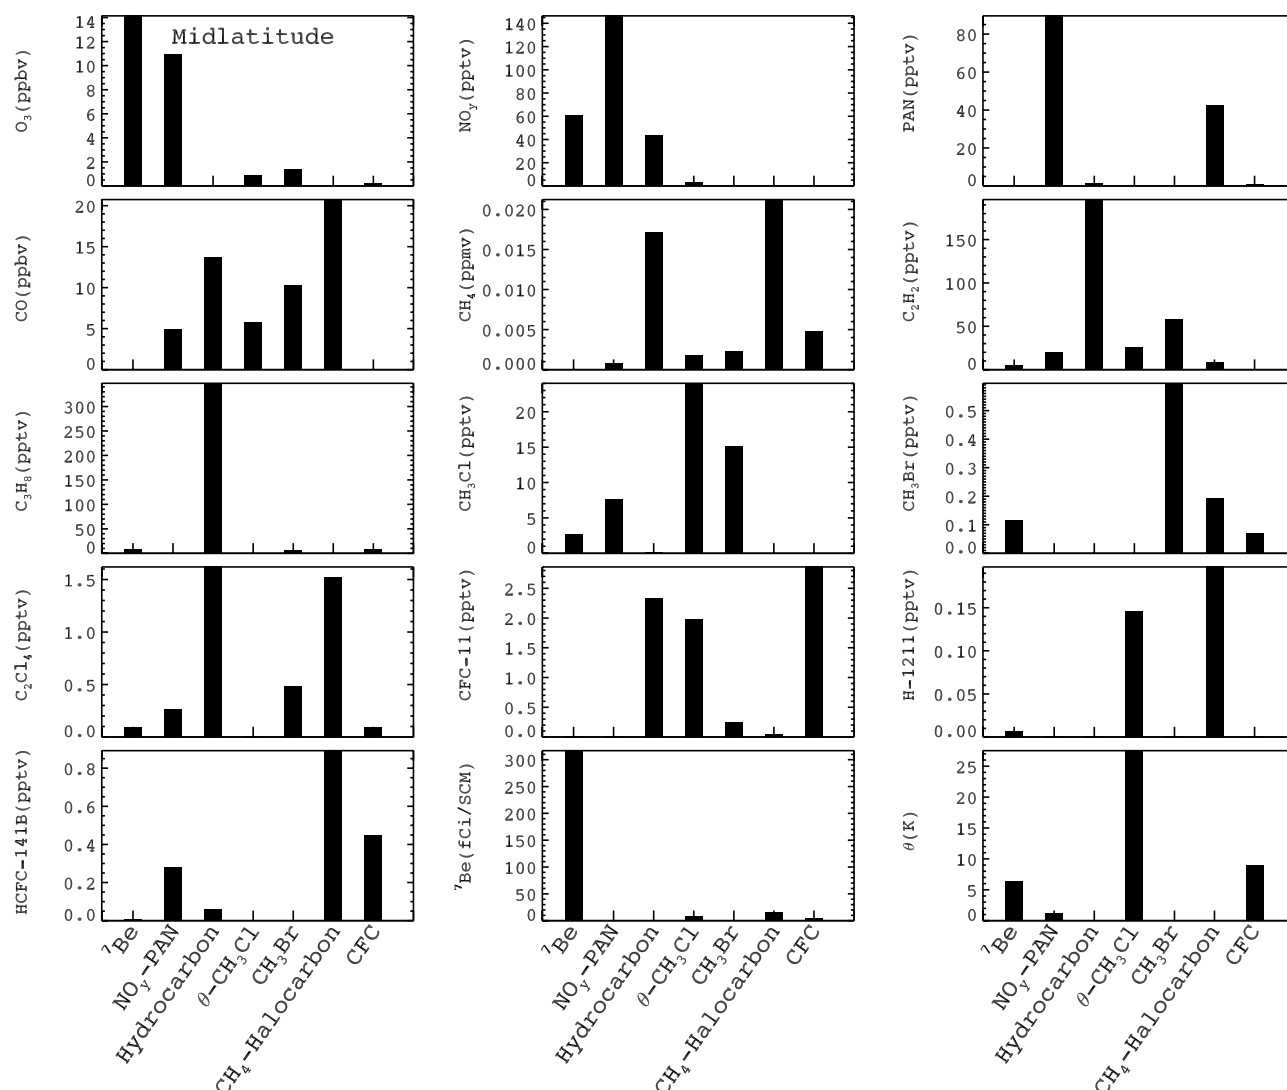 Midlatitude
O₃(ppbv)
14
12
10
8
6
4
2
0
NOᵧ(pptv)
140
120
100
80
60
40
20
0
PAN(pptv)
80
60
40
20
0
CO(ppbv)
20
15
10
5
0
CH₄(ppmv)
0.020
0.015
0.010
0.005
0.000
C₂H₂(pptv)
150
100
50
0
C₃H₈(pptv)
300
250
200
150
100
50
0
CH₃Cl(pptv)
20
15
10
5
0
CH₃Br(pptv)
0.5
0.4
0.3
0.2
0.1
0.0
C₂Cl₄(pptv)
1.5
1.0
0.5
0.0
CFC-11(pptv)
2.5
2.0
1.5
1.0
0.5
0.0
H-1211(pptv)
0.15
0.10
0.05
0.00
HCFC-141B(pptv)
0.8
0.6
0.4
0.2
0.0
⁷Be(fCi/SCM)
300
250
200
150
100
50
0
θ(K)
25
20
15
10
5
0
⁷Be
NOᵧ-PAN
Hydrocarbon
θ-CH₃Cl
CH₃Br
CH₄-Halocarbon
CFC
⁷Be
NOᵧ-PAN
Hydrocarbon
θ-CH₃Cl
CH₃Br
CH₄-Halocarbon
CFC
⁷Be
NOᵧ-PAN
Hydrocarbon
θ-CH₃Cl
CH₃Br
CH₄-Halocarbon
CFC